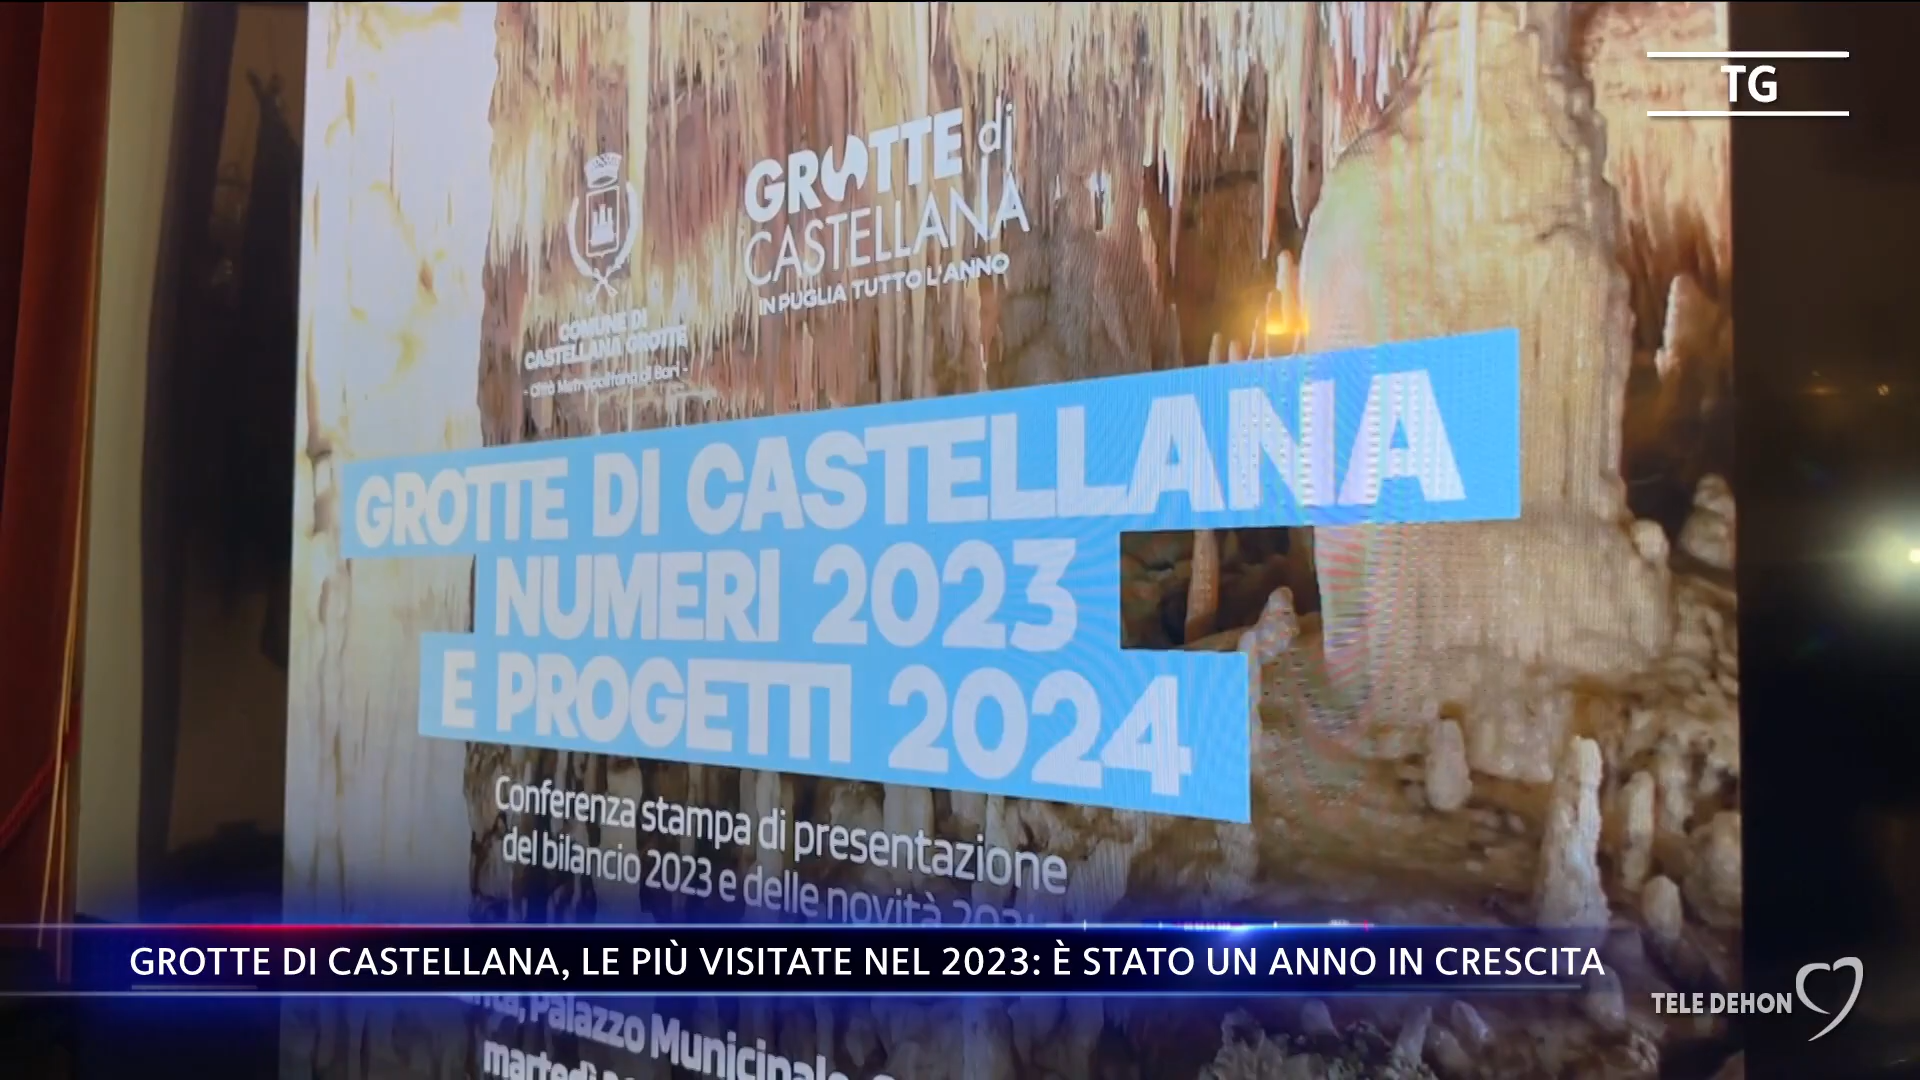 TG
GROTTE di
CASTELLANA
IN PUGLIA TUTTO L'ANNO
COMUNE DI
CASTELLANA GROTTE
- Città Metropolitana di Bari -
GROTTE DI CASTELLANA
NUMERI 2023
E PROGETTI 2024
Conferenza stampa di presentazione
del bilancio 2023 e delle novità
GROTTE DI CASTELLANA, LE PIÙ VISITATE NEL 2023: È STATO UN ANNO IN CRESCITA
TELE DEHON
Palazzo Municipale
martedì